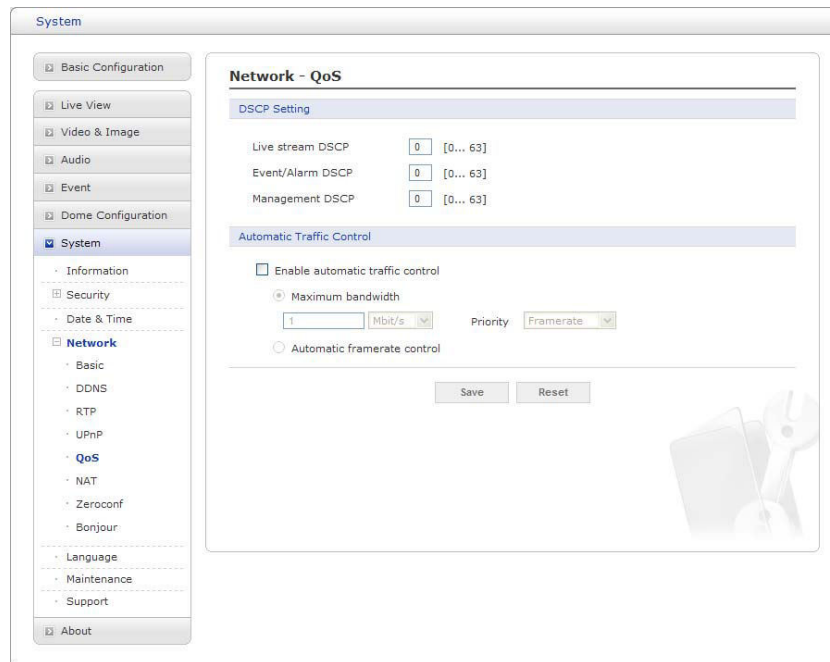 System
Basic Configuration
Live View
Video & Image
Audio
Event
Dome Configuration
System
Information
Security
Date & Time
Network
Basic
DDNS
RTP
UPnP
QoS
NAT
Zeroconf
Bonjour
Language
Maintenance
Support
About
Network - QoS
DSCP Setting
Live stream DSCP 0 [0... 63]
Event/Alarm DSCP 0 [0... 63]
Management DSCP 0 [0... 63]
Automatic Traffic Control
Enable automatic traffic control
Maximum bandwidth
1 Mbit/s Priority Framerate
Automatic framerate control
Save Reset